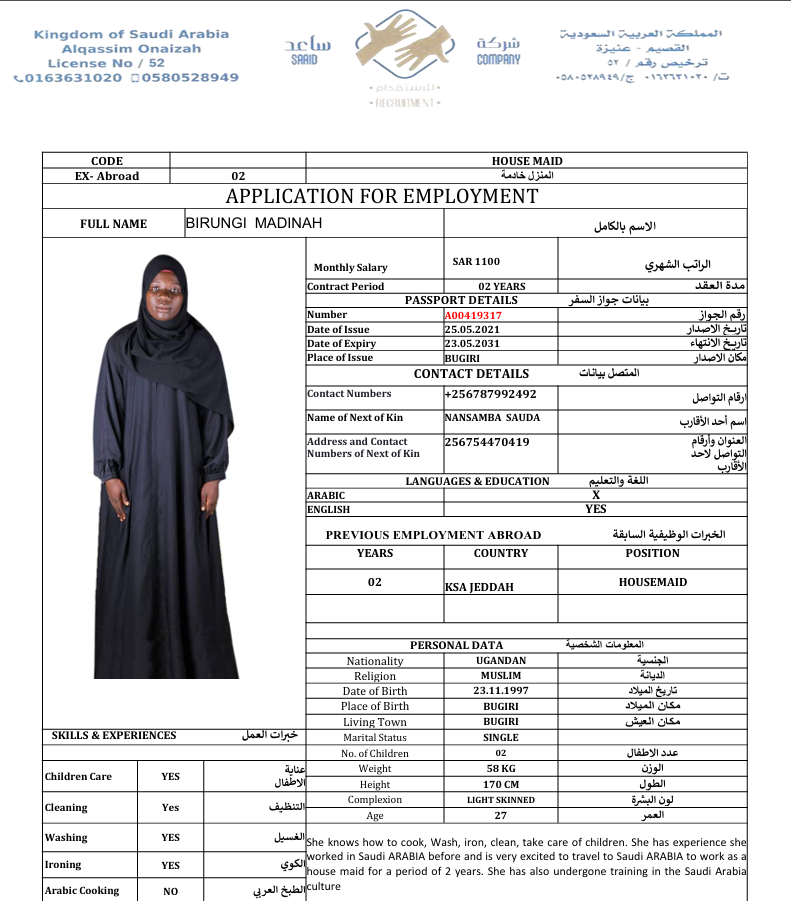 Kingdom of Saudi Arabia
Alqassim Onaizah
License No / 52
0163631020 0580528949
ساعد
SAAID
شركة
COMPANY
للاستقدام
• RECRUITMENT •
المملكة العربية السعودية
القصيم - عنيزة
ترخيص رقم / ٥٢
ت/ ٠١٦٣٦٣١٠٢٠ ج/٠٥٨٠٥٢٨٩٤٩
CODE HOUSE MAID
EX- Abroad 02 المنزل خادمة
APPLICATION FOR EMPLOYMENT
FULL NAME BIRUNGI MADINAH الاسم بالكامل
Monthly Salary SAR 1100 الراتب الشهري
Contract Period 02 YEARS مدة العقد
PASSPORT DETAILS بيانات جواز السفر
Number A00419317 رقم الجواز
Date of Issue 25.05.2021 تاريخ الاصدار
Date of Expiry 23.05.2031 تاريخ الانتهاء
Place of Issue BUGIRI مكان الاصدار
CONTACT DETAILS المتصل بيانات
Contact Numbers +256787992492 ارقام التواصل
Name of Next of Kin NANSAMBA SAUDA اسم أحد الأقارب
Address and Contact 256754470419 العنوان وأرقام
Numbers of Next of Kin التواصل لاحد
الأقارب
LANGUAGES & EDUCATION اللغة والتعليم
ARABIC X
ENGLISH YES
PREVIOUS EMPLOYMENT ABROAD الخبرات الوظيفية السابقة
YEARS COUNTRY POSITION
02 KSA JEDDAH HOUSEMAID
PERSONAL DATA المعلومات الشخصية
Nationality UGANDAN الجنسية
Religion MUSLIM الديانة
Date of Birth 23.11.1997 تاريخ الميلاد
Place of Birth BUGIRI مكان الميلاد
Living Town BUGIRI مكان العيش
Marital Status SINGLE
No. of Children 02 عدد الاطفال
Weight 58 KG الوزن
Height 170 CM الطول
Complexion LIGHT SKINNED لون البشرة
Age 27 العمر
SKILLS & EXPERIENCES خبرات العمل
Children Care YES عناية
الاطفال
Cleaning Yes التنظيف
Washing YES الغسيل
Ironing YES الكوي
Arabic Cooking NO الطبخ العربي
She knows how to cook, Wash, iron, clean, take care of children. She has experience she
worked in Saudi ARABIA before and is very excited to travel to Saudi ARABIA to work as a
house maid for a period of 2 years. She has also undergone training in the Saudi Arabia
culture